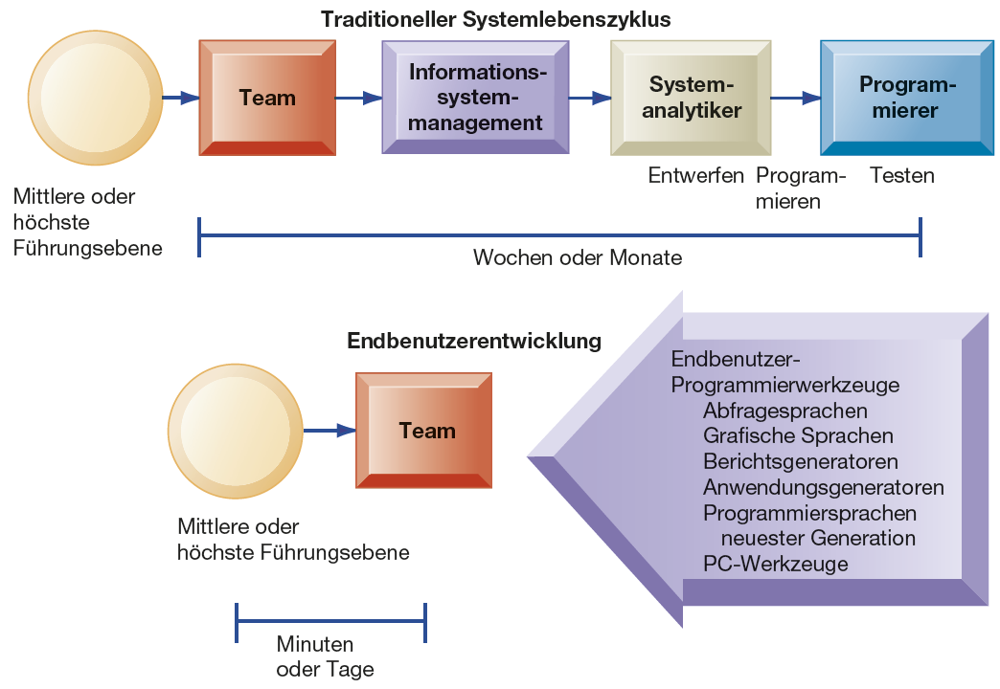 Traditioneller Systemlebenszyklus
Team
Informations-
system-
management
System-
analytiker
Program-
mierer
Mittlere oder
höchste
Führungsebene
Entwerfen
Program-
mieren
Testen
Wochen oder Monate
Endbenutzerentwicklung
Team
Mittlere oder
höchste Führungsebene
Endbenutzer-
Programmierwerkzeuge
Abfragesprachen
Grafische Sprachen
Berichtsgeneratoren
Anwendungsgeneratoren
Programmiersprachen
neuester Generation
PC-Werkzeuge
Minuten
oder Tage